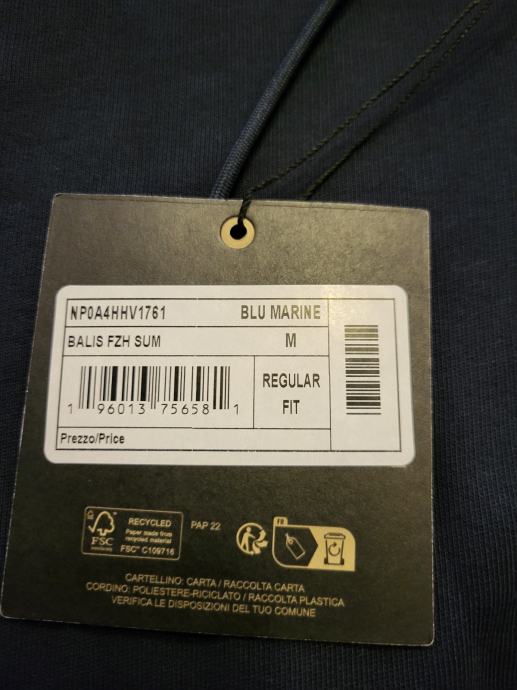 NP0A4HHV1761 BLU MARINE
BALIS FZH SUM M
REGULAR
FIT
1 96013 75658 1
Prezzo/Price
FSC
RECYCLED
Paper made from
recycled material
FSC™ C109716
PAP 22
FR
CARTELLINO: CARTA / RACCOLTA CARTA
CORDINO: POLIESTERE-RICICLATO / RACCOLTA PLASTICA
VERIFICA LE DISPOSIZIONI DEL TUO COMUNE